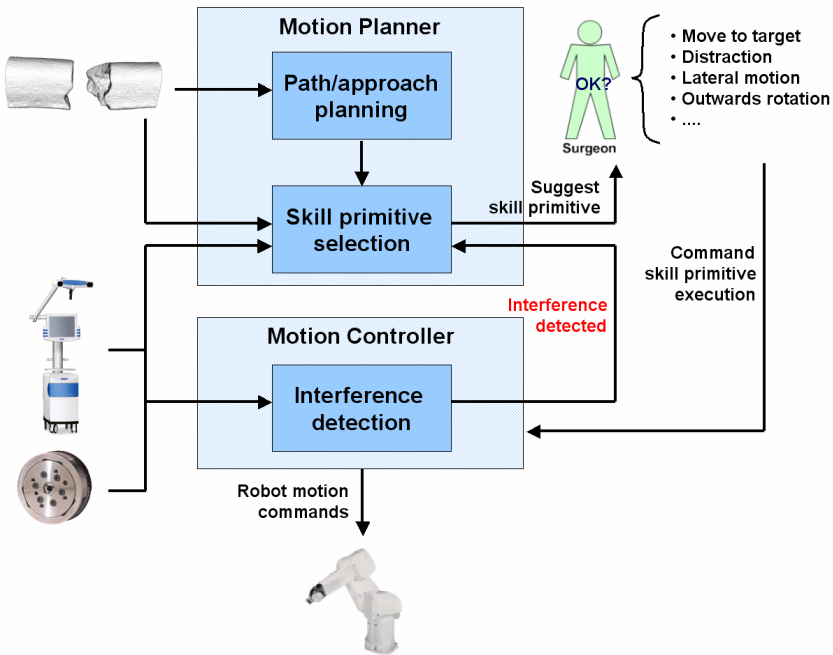 Motion Planner
Path/approach
planning
Skill primitive
selection
OK?
Surgeon
• Move to target
• Distraction
• Lateral motion
• Outwards rotation
• ....
Suggest
skill primitive
Command
skill primitive
execution
Interference
detected
Motion Controller
Interference
detection
Robot motion
commands